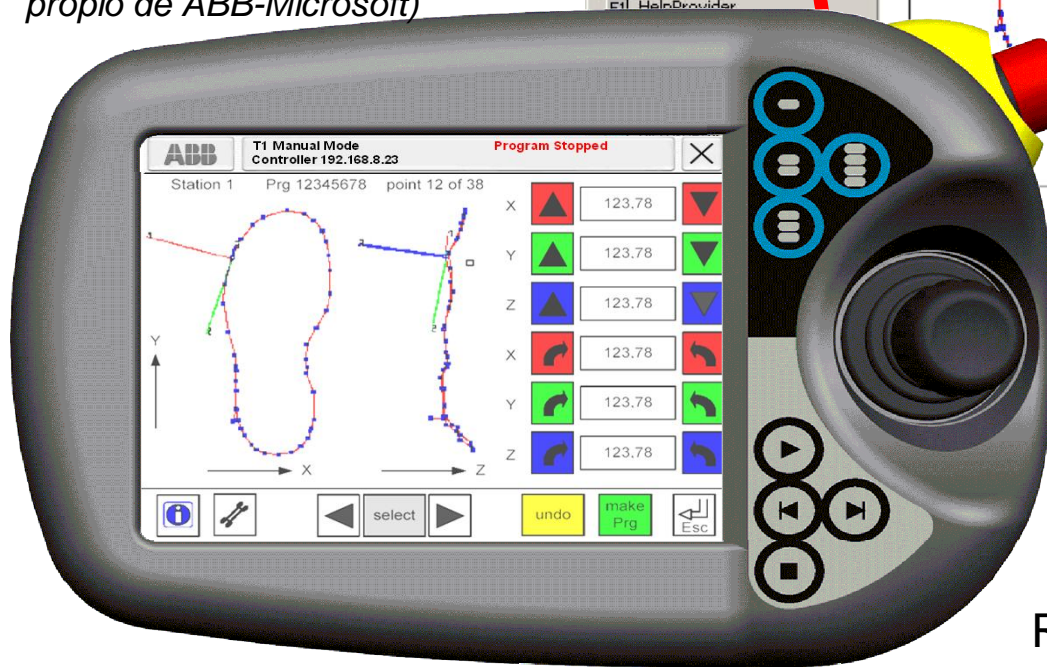 propio de ABB-Microsoft)
HelpProvider
ABB
T1 Manual Mode
Controller 192.168.8.23
Program Stopped
Station 1 Prg 12345678 point 12 of 38
X 123,78
Y 123,78
Z 123,78
X 123,78
Y 123,78
Z 123,78
Y
X
Z
select
undo
make
Prg
Esc